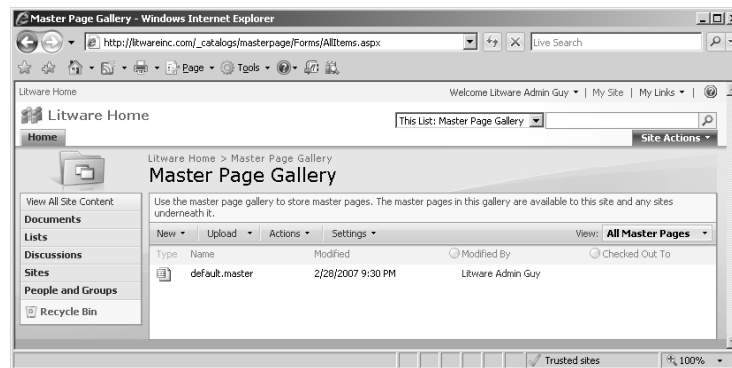 Master Page Gallery - Windows Internet Explorer
http://litwareinc.com/_catalogs/masterpage/Forms/AllItems.aspx
Live Search
Page Tools
Litware Home
Welcome Litware Admin Guy | My Site | My Links |
Litware Home
This List: Master Page Gallery
Home
Site Actions
Litware Home > Master Page Gallery
Master Page Gallery
View All Site Content
Documents
Lists
Discussions
Sites
People and Groups
Recycle Bin
Use the master page gallery to store master pages. The master pages in this gallery are available to this site and any sites
underneath it.
New Upload Actions Settings View: All Master Pages
Type Name Modified Modified By Checked Out To
default.master 2/28/2007 9:30 PM Litware Admin Guy
Trusted sites 100%